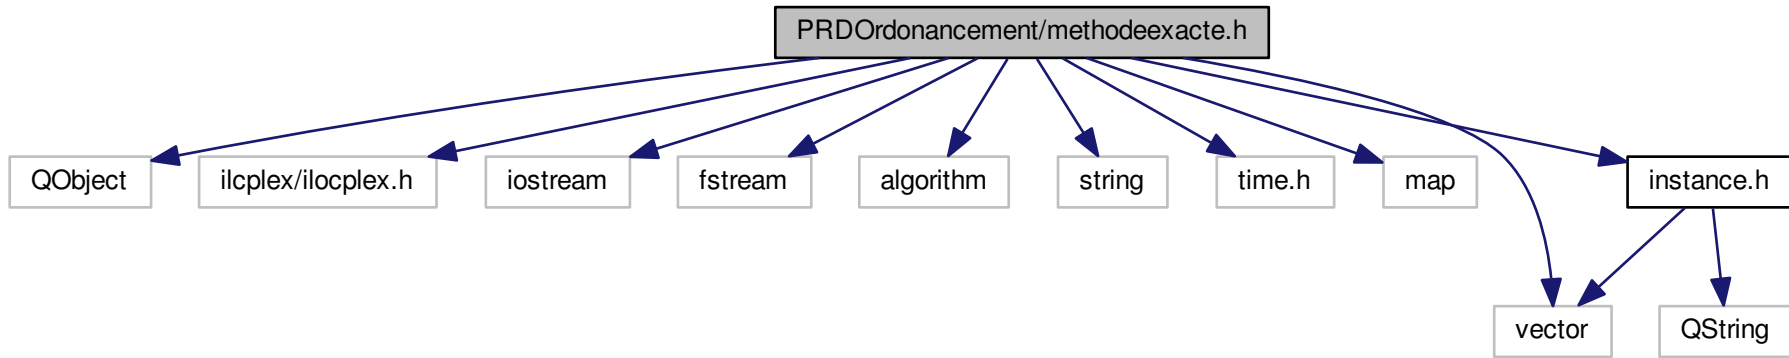 PRDOrdonancement/methodeexacte.h
QObject
ilcplex/ilocplex.h
iostream
fstream
algorithm
string
time.h
map
instance.h
vector
QString